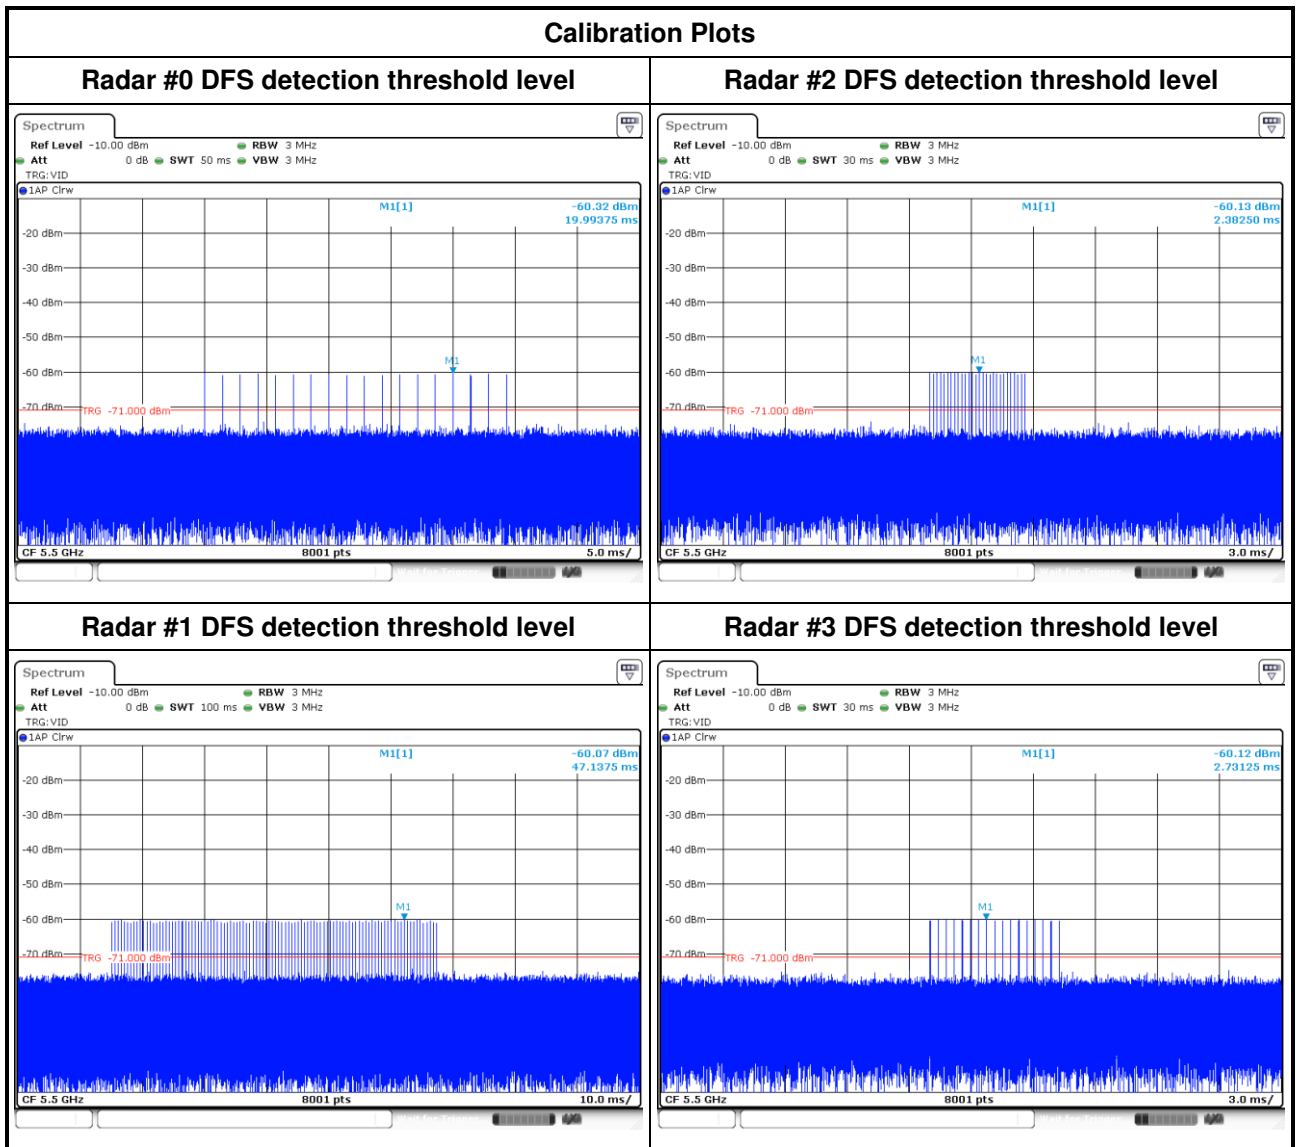 Calibration Plots
Radar #0 DFS detection threshold level
Radar #2 DFS detection threshold level
Spectrum
Ref Level -10.00 dBm RBW 3 MHz
Att 0 dB SWT 50 ms VBW 3 MHz
TRG:VID
1AP Clrw
M1[1] -60.32 dBm
19.99375 ms
-20 dBm
-30 dBm
-40 dBm
-50 dBm
M1
-60 dBm
-70 dBm
TRG -71.000 dBm
CF 5.5 GHz 8001 pts 5.0 ms/
Spectrum
Ref Level -10.00 dBm RBW 3 MHz
Att 0 dB SWT 30 ms VBW 3 MHz
TRG:VID
1AP Clrw
M1[1] -60.13 dBm
2.38250 ms
-20 dBm
-30 dBm
-40 dBm
-50 dBm
M1
-60 dBm
-70 dBm
TRG -71.000 dBm
CF 5.5 GHz 8001 pts 3.0 ms/
Radar #1 DFS detection threshold level
Radar #3 DFS detection threshold level
Spectrum
Ref Level -10.00 dBm RBW 3 MHz
Att 0 dB SWT 100 ms VBW 3 MHz
TRG:VID
1AP Clrw
M1[1] -60.07 dBm
47.1375 ms
-20 dBm
-30 dBm
-40 dBm
-50 dBm
M1
-60 dBm
-70 dBm
TRG -71.000 dBm
CF 5.5 GHz 8001 pts 10.0 ms/
Spectrum
Ref Level -10.00 dBm RBW 3 MHz
Att 0 dB SWT 30 ms VBW 3 MHz
TRG:VID
1AP Clrw
M1[1] -60.12 dBm
2.73125 ms
-20 dBm
-30 dBm
-40 dBm
-50 dBm
M1
-60 dBm
-70 dBm
TRG -71.000 dBm
CF 5.5 GHz 8001 pts 3.0 ms/